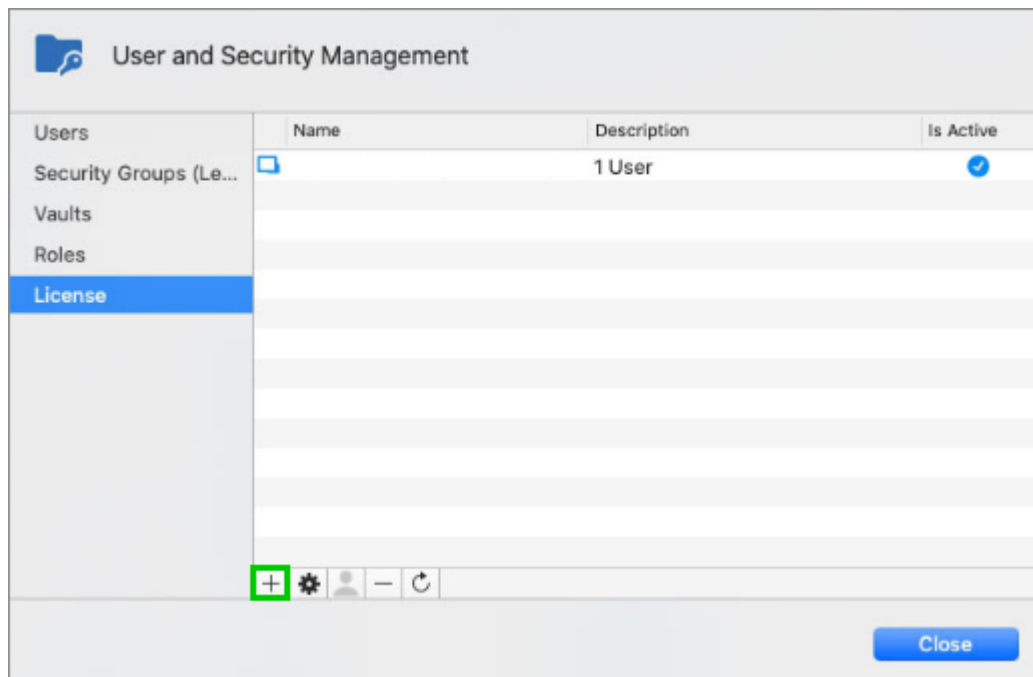 User and Security Management
Users
Security Groups (Le...
Vaults
Roles
License
Name Description Is Active
1 User
Close